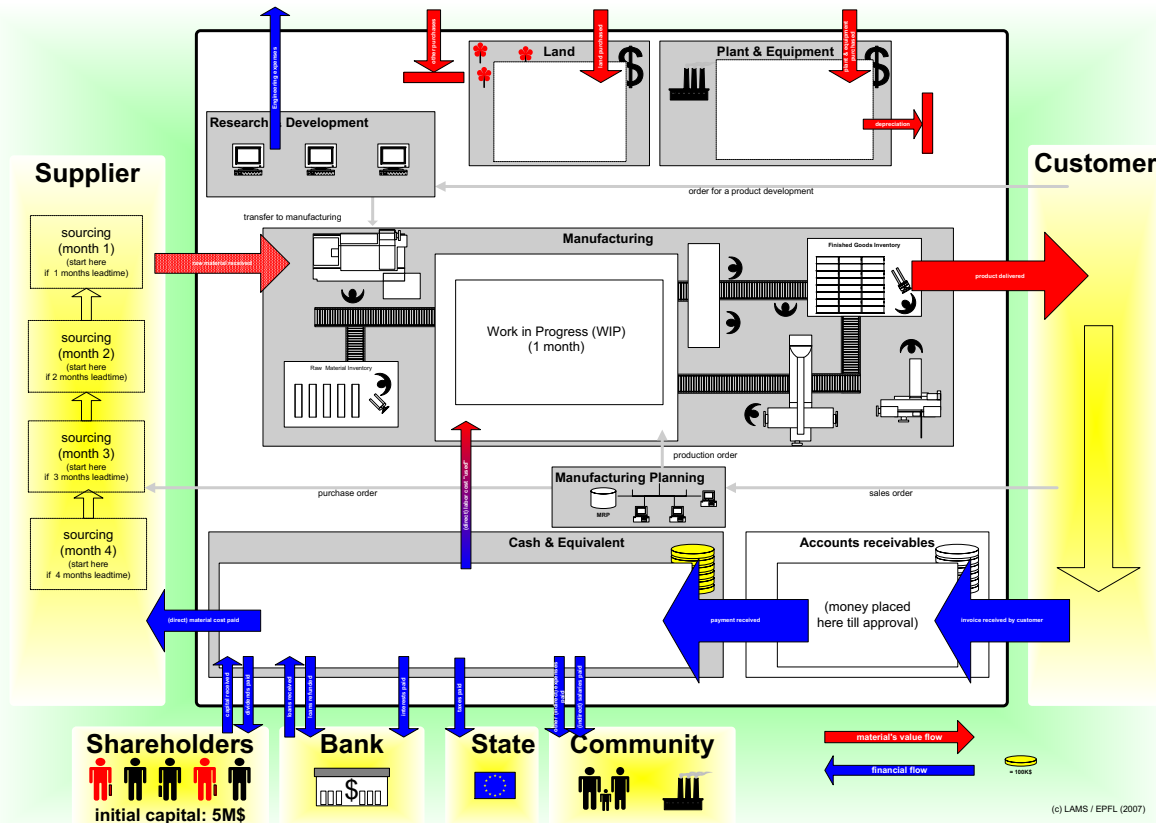 Engineering expenses
other purchases
Land
land purchased
Plant & Equipment
plant & equipment
purchased
depreciation
Research & Development
order for a product development
transfer to manufacturing
Supplier
Customer
sourcing
(month 1)
(start here
if 1 months leadtime)
sourcing
(month 2)
(start here
if 2 months leadtime)
sourcing
(month 3)
(start here
if 3 months leadtime)
sourcing
(month 4)
(start here
if 4 months leadtime)
raw material received
Manufacturing
Finished Goods Inventory
product delivered
Work in Progress (WIP)
(1 month)
Raw Material Inventory
(direct) labor cost "used"
production order
Manufacturing Planning
MRP
purchase order
sales order
Cash & Equivalent
Accounts receivables
(direct) material cost paid
payment received
(money placed
here till approval)
invoice received by customer
capital received
dividents paid
loans received
loans refunded
interests paid
taxes paid
paid
(indirect) salaries paid
Shareholders
initial capital: 5M$
Bank
$
State
Community
material's value flow
financial flow
= 100K$
(c) LAMS / EPFL (2007)